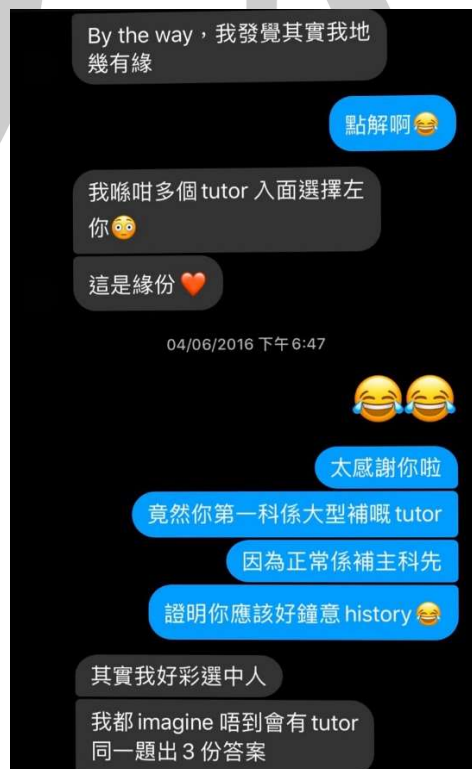 By the way，我發覺其實我地
幾有緣
點解啊😂
我喺咁多個 tutor 入面選擇左
你😳
這是緣份❤️
04/06/2016 下午6:47
😂😂
太感謝你啦
竟然你第一科係大型補嘅 tutor
因為正常係補主科先
證明你應該好鐘意 history 😂
其實我好彩選中人
我都 imagine 唔到會有 tutor
同一題出 3 份答案